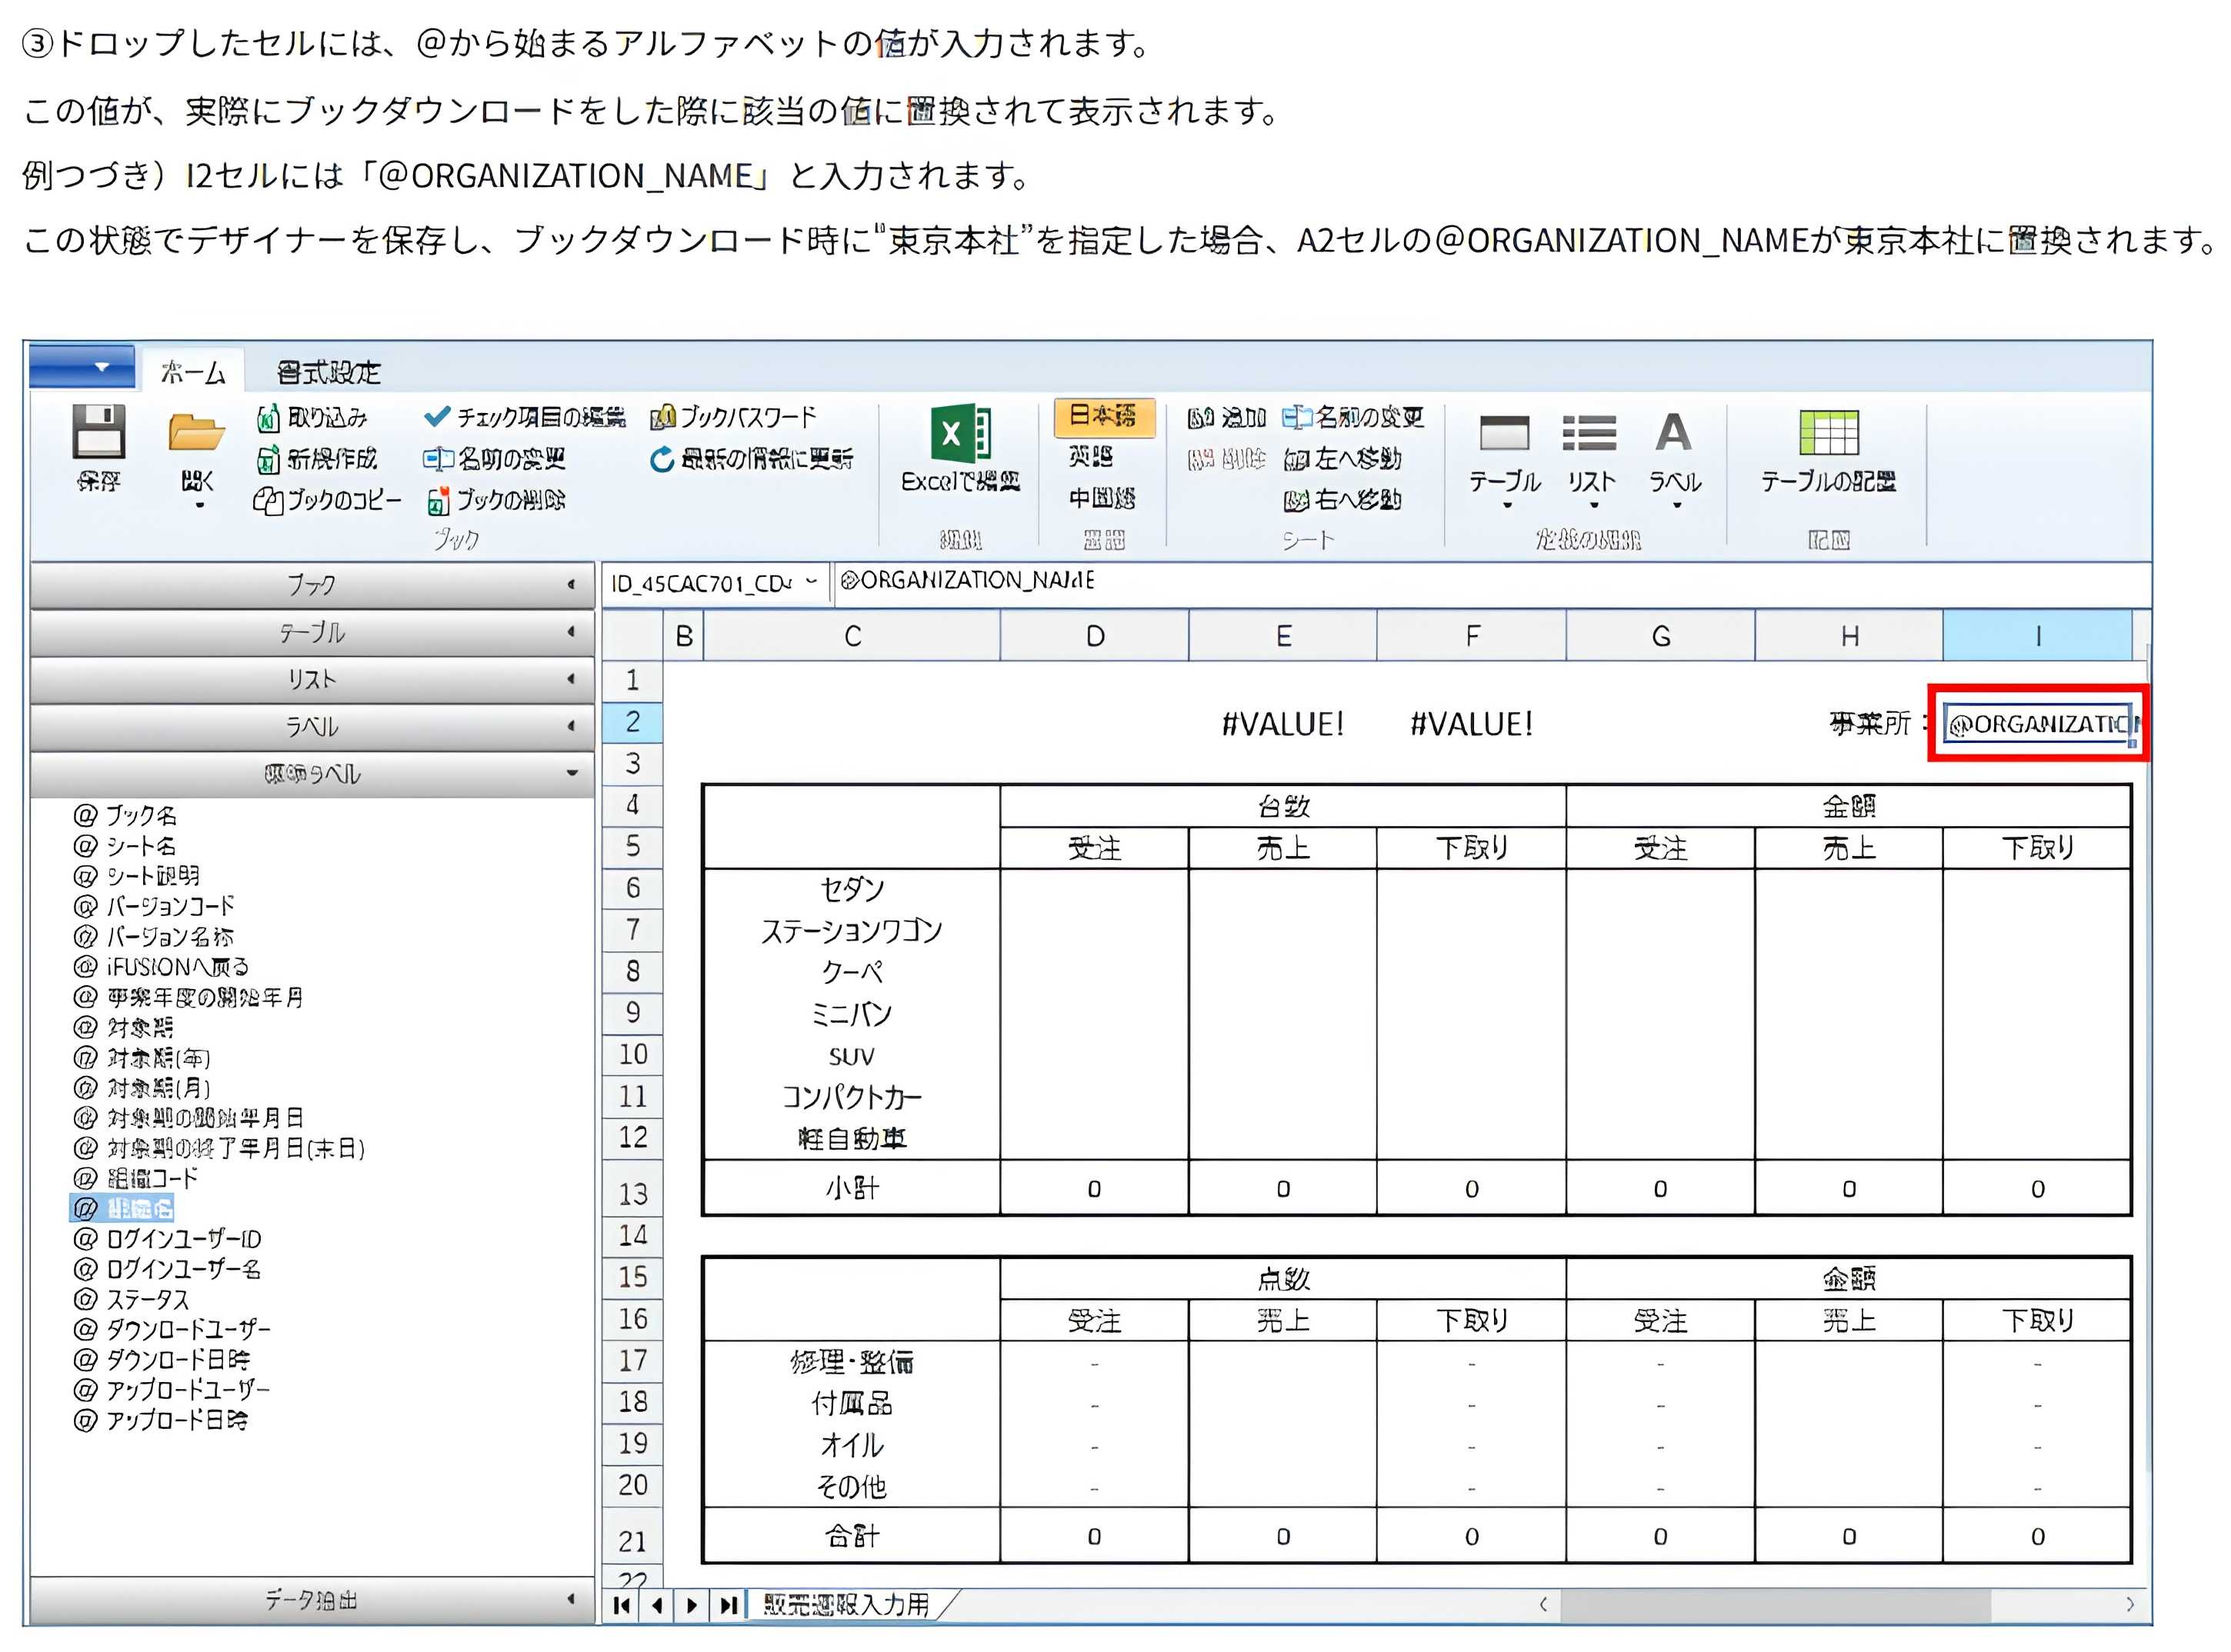 ③ドロップしたセルには、@から始まるアルファベットの値が入力されます。
この値が、実際にブックダウンロードをした際に該当の値に置換されて表示されます。
例つづき）I2セルには「@ORGANIZATION_NAME」と入力されます。
この状態でデザイナーを保存し、ブックダウンロード時に“東京本社”を指定した場合、A2セルの@ORGANIZATION_NAMEが東京本社に置換されます。
ホーム 書式設定
取り込み チェック項目の編集 ブックパスワード 日本語 追加 名前の変更
保存 開く 新規作成 名前の変更 最新の情報に更新 Excelで編集 英語 削除 左へ移動 テーブル リスト ラベル テーブルの配置
ブックのコピー ブックの削除 中国語 右へ移動
ブック シート
ブック ID_45CAC701_CD @ORGANIZATION_NAME
テーブル
リスト
ラベル
データ抽出
B C D E F G H I
1
2 #VALUE! #VALUE! 事業所： @ORGANIZATION
3
4 台数 金額
5 受注 売上 下取り 受注 売上 下取り
6 セダン
7 ステーションワゴン
8 クーペ
9 ミニバン
10 SUV
11 コンパクトカー
12 軽自動車
13 小計 0 0 0 0 0 0
14
15 点数 金額
16 受注 売上 下取り 受注 売上 下取り
17 修理・整備 - - - -
18 付属品 - - - -
19 オイル - - - -
20 その他 - - - -
21 合計 0 0 0 0 0 0
22
@ ブック名
@ シート名
@ シート説明
@ バージョンコード
@ バージョン名称
@ iFUSIONへ戻る
@ 事業年度の開始年月
@ 対象期
@ 対象期(年)
@ 対象期(月)
@ 対象期の開始年月日
@ 対象期の終了年月日(末日)
@ 組織コード
@ 組織名
@ ログインユーザーID
@ ログインユーザー名
@ ステータス
@ ダウンロードユーザー
@ ダウンロード日時
@ アップロードユーザー
@ アップロード日時
販売週報入力用